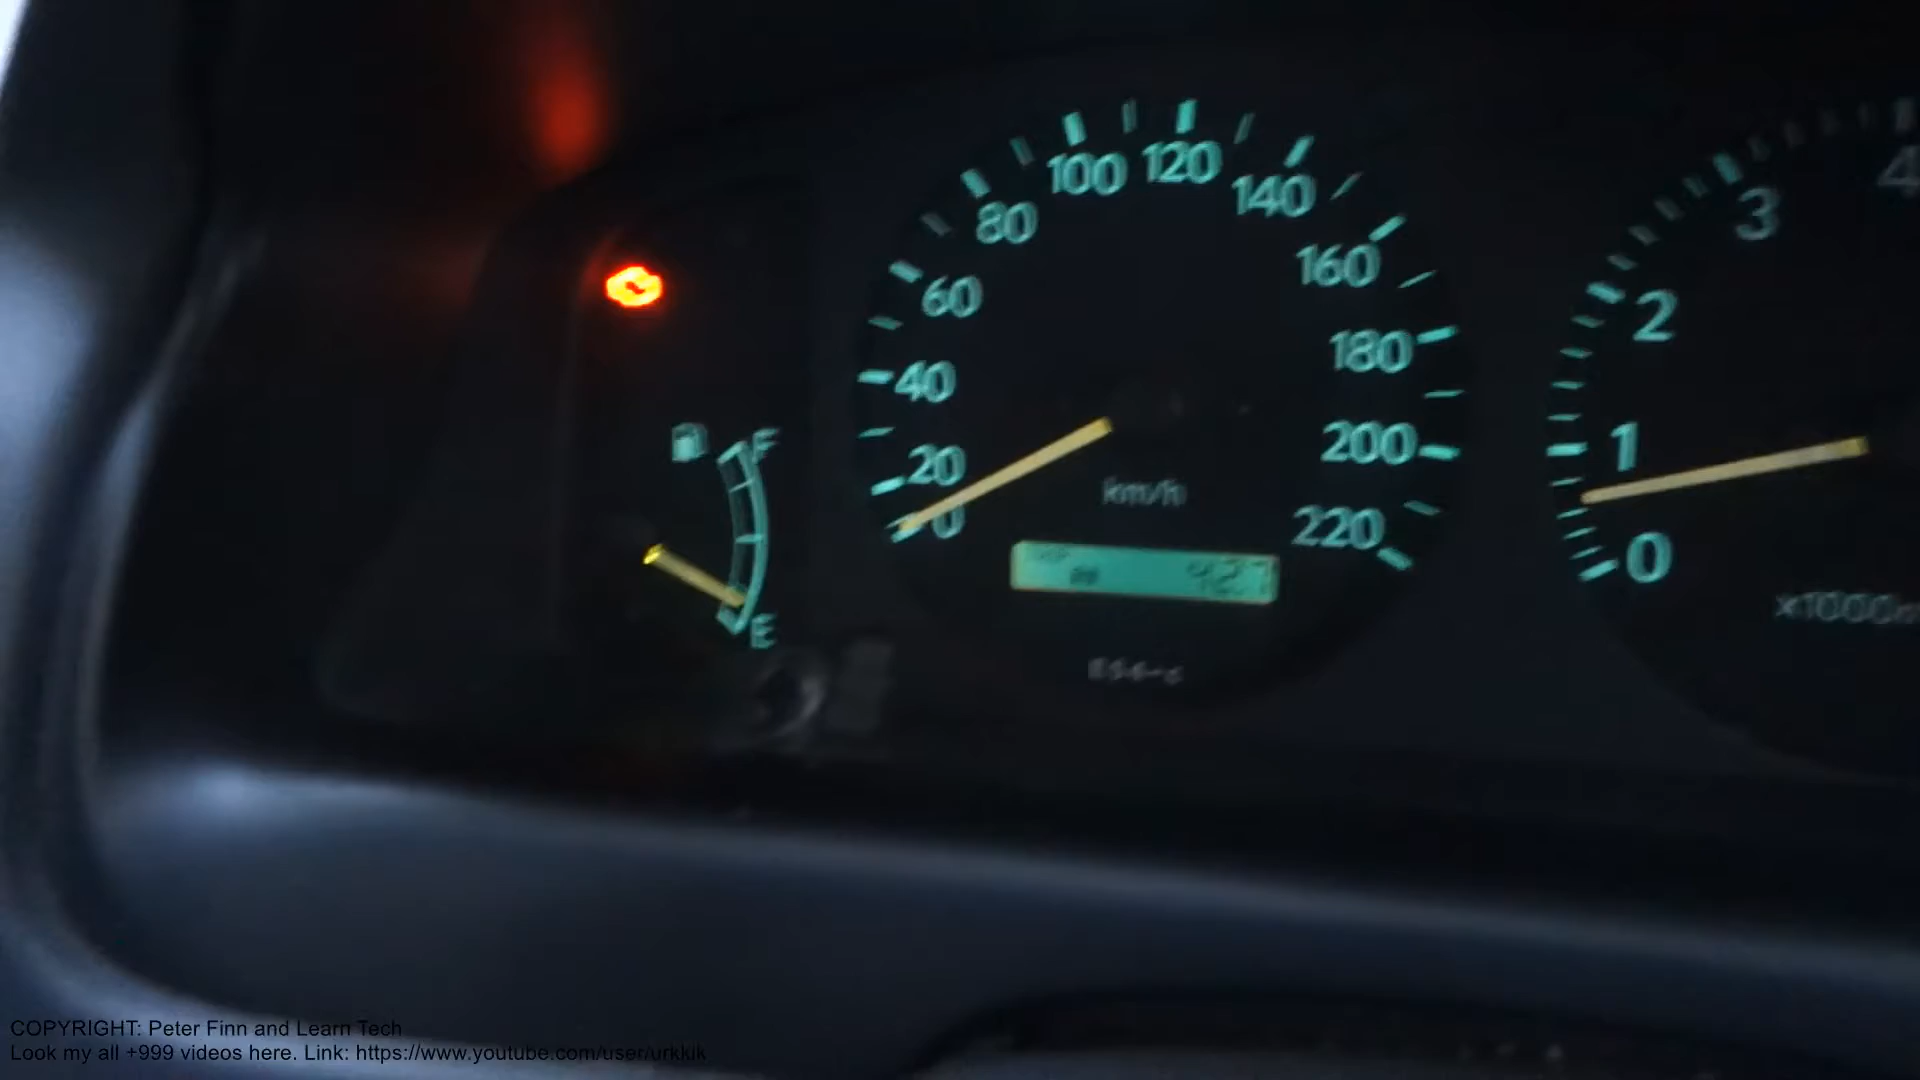 100 120
80 140
60 160
40 180
20 200
0 220
km/h
F
E
4
3
2
1
0
COPYRIGHT: Peter Finn and Learn Tech
Look my all +999 videos here. Link: https://www.youtube.com/user/urkkik